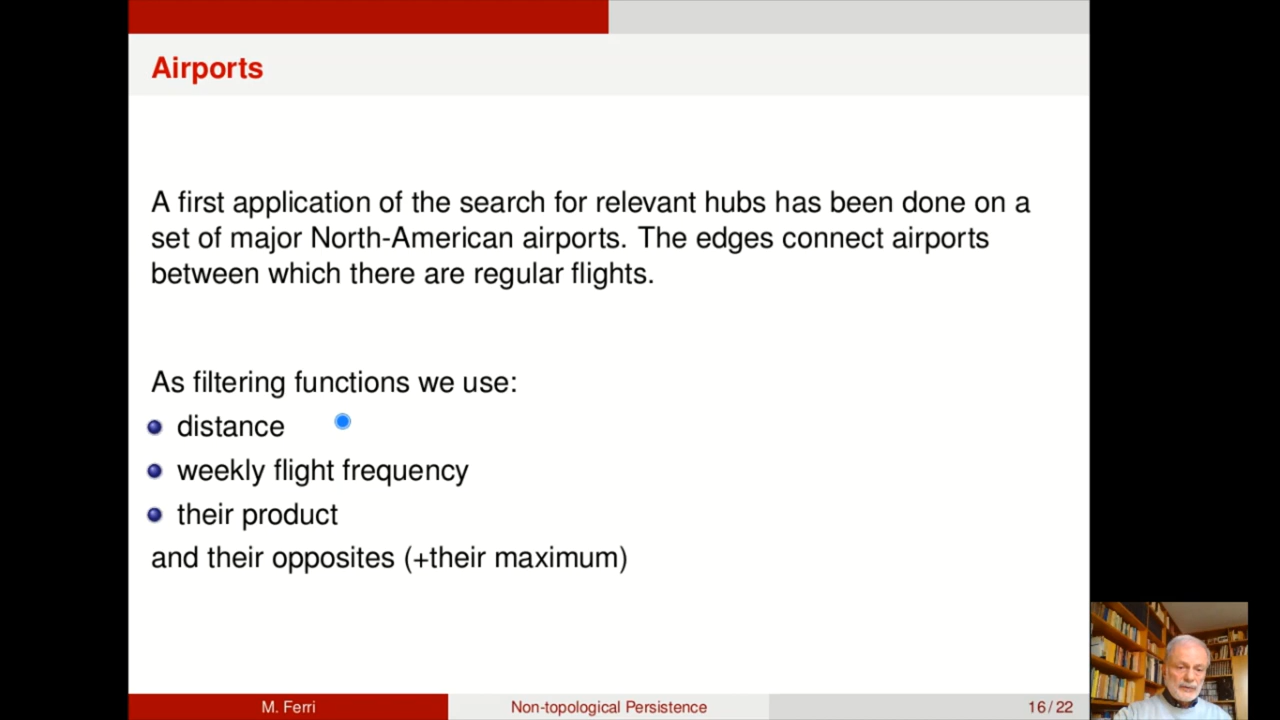 Airports
A first application of the search for relevant hubs has been done on a
set of major North-American airports. The edges connect airports
between which there are regular flights.
As filtering functions we use:
distance
weekly flight frequency
their product
and their opposites (+their maximum)
M. Ferri
Non-topological Persistence
16 / 22